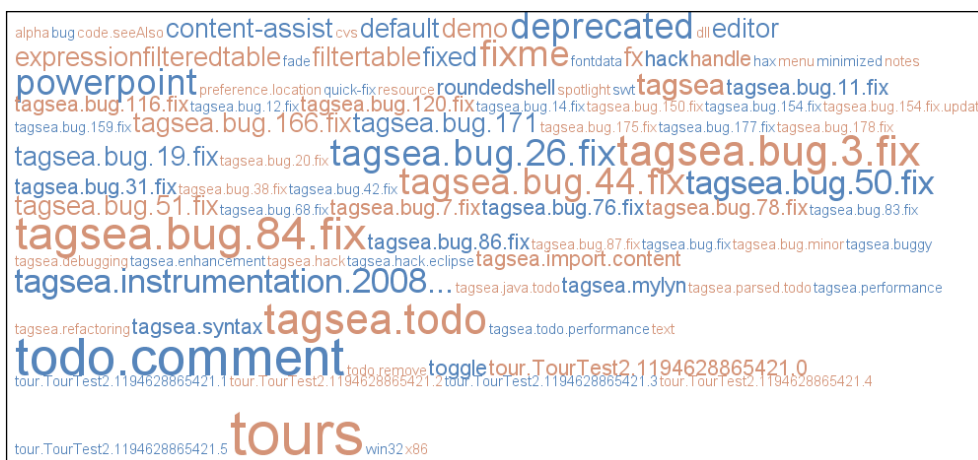 alpha bug code.seeAlso content-assist cvs default demo deprecated dll editor
expressionfilteredtable fade filtertable fixed fixme fontdata fx hack handle hax menu minimized notes
powerpoint preference.location quick-fix resource roundedshell spotlight swt tagsea tagsea.bug.11.fix
tagsea.bug.116.fix tagsea.bug.12.fix tagsea.bug.120.fix tagsea.bug.14.fix tagsea.bug.150.fix tagsea.bug.154.fix tagsea.bug.154.fix.updat
tagsea.bug.159.fix tagsea.bug.166.fix tagsea.bug.171 tagsea.bug.175.fix tagsea.bug.177.fix tagsea.bug.178.fix
tagsea.bug.19.fix tagsea.bug.20.fix tagsea.bug.26.fix tagsea.bug.3.fix
tagsea.bug.31.fix tagsea.bug.38.fix tagsea.bug.42.fix tagsea.bug.44.fix tagsea.bug.50.fix
tagsea.bug.51.fix tagsea.bug.68.fix tagsea.bug.7.fix tagsea.bug.76.fix tagsea.bug.78.fix tagsea.bug.83.fix
tagsea.bug.84.fix tagsea.bug.86.fix tagsea.bug.87.fix tagsea.bug.fix tagsea.bug.minor tagsea.buggy
tagsea.debugging tagsea.enhancement tagsea.hack tagsea.hack.eclipse tagsea.import.content
tagsea.instrumentation.2008... tagsea.java.todo tagsea.mylyn tagsea.parsed.todo tagsea.performance
tagsea.refactoring tagsea.syntax tagsea.todo tagsea.todo.performance text
todo.comment todo.remove toggle tour.TourTest2.1194628865421.0
tour.TourTest2.1194628865421.1 tour.TourTest2.1194628865421.2 tour.TourTest2.1194628865421.3 tour.TourTest2.1194628865421.4
tour.TourTest2.1194628865421.5 tours win32 x86